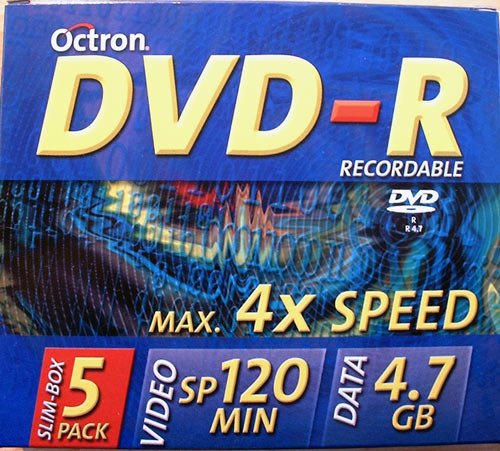 Octron®
DVD-R
RECORDABLE
DVD
R
R 4.7
MAX. 4x SPEED
SLIM-BOX 5 PACK
VIDEO SP 120 MIN
DATA 4.7 GB